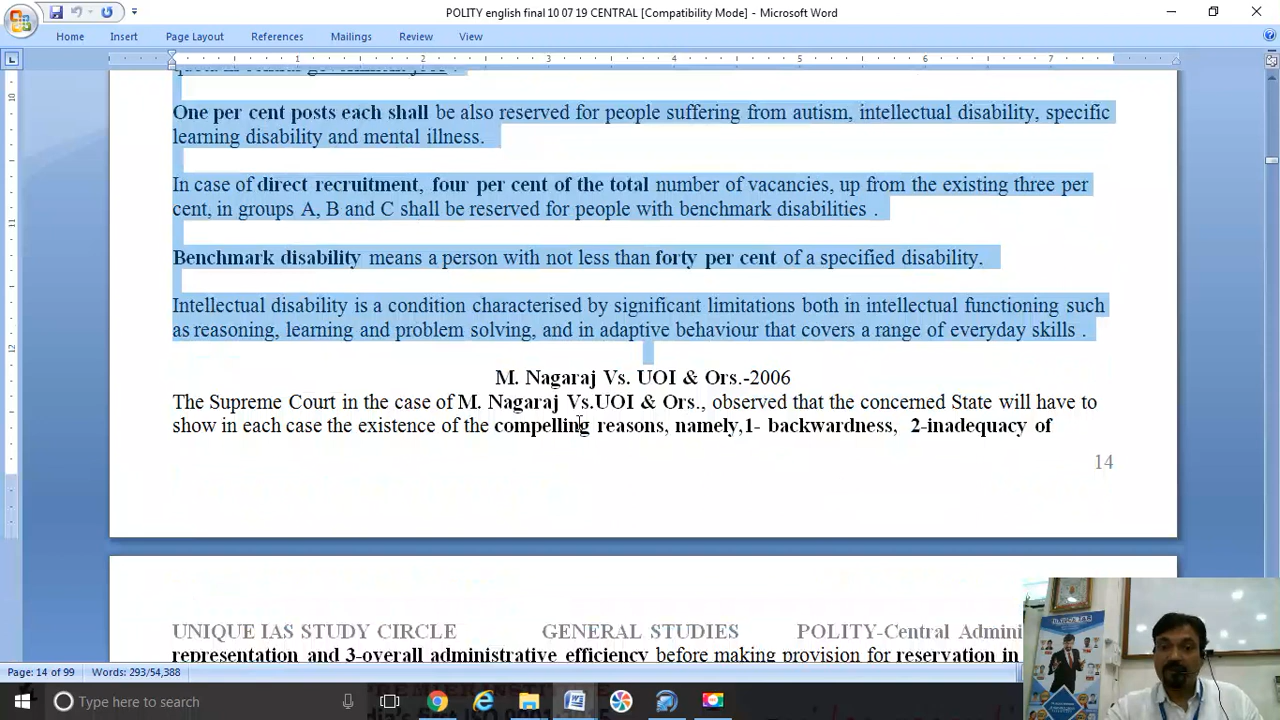 POLITY english final 10 07 19 CENTRAL [Compatibility Mode] - Microsoft Word
Home Insert Page Layout References Mailings Review View
1 2 3 4 5 6 7
One per cent posts each shall be also reserved for people suffering from autism, intellectual disability, specific
learning disability and mental illness.
In case of direct recruitment, four per cent of the total number of vacancies, up from the existing three per
cent, in groups A, B and C shall be reserved for people with benchmark disabilities .
Benchmark disability means a person with not less than forty per cent of a specified disability.
Intellectual disability is a condition characterised by significant limitations both in intellectual functioning such
as reasoning, learning and problem solving, and in adaptive behaviour that covers a range of everyday skills .
M. Nagaraj Vs. UOI & Ors.-2006
The Supreme Court in the case of M. Nagaraj Vs.UOI & Ors., observed that the concerned State will have to
show in each case the existence of the compelling reasons, namely,1- backwardness, 2-inadequacy of
14
UNIQUE IAS STUDY CIRCLE GENERAL STUDIES POLITY-Central Admini
representation and 3-overall administrative efficiency before making provision for reservation in
Page: 14 of 99 Words: 293/54,388
Type here to search